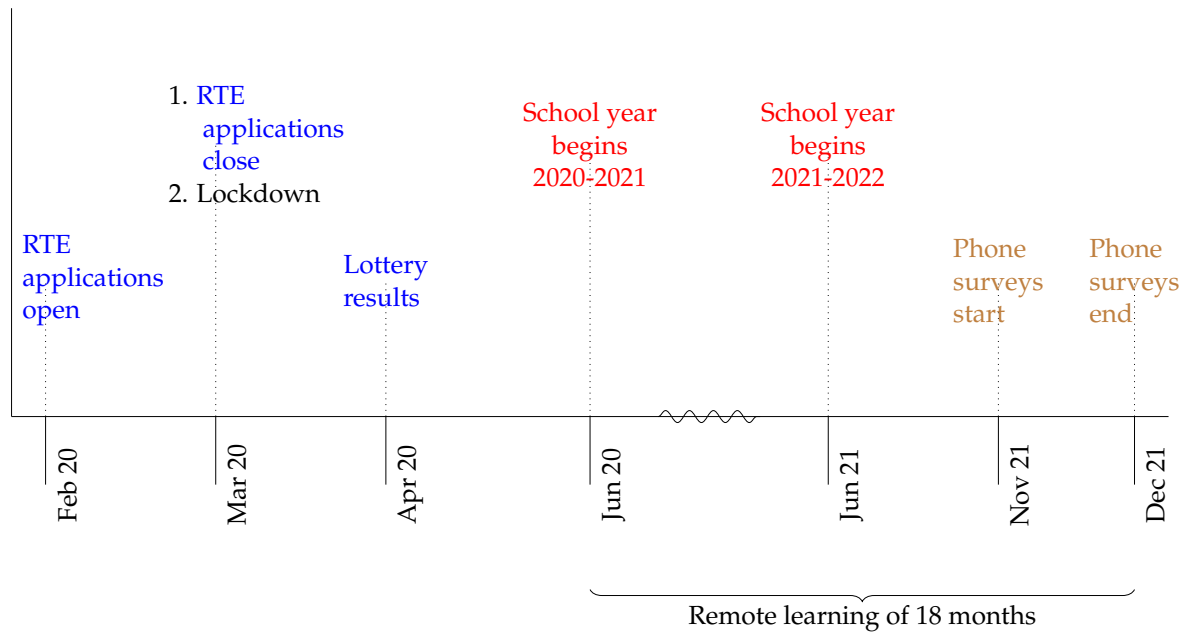 1. RTE
applications
close
2. Lockdown
School year
begins
2020-2021
School year
begins
2021-2022
RTE
applications
open
Lottery
results
Phone
surveys
start
Phone
surveys
end
Feb 20
Mar 20
Apr 20
Jun 20
Jun 21
Nov 21
Dec 21
Remote learning of 18 months